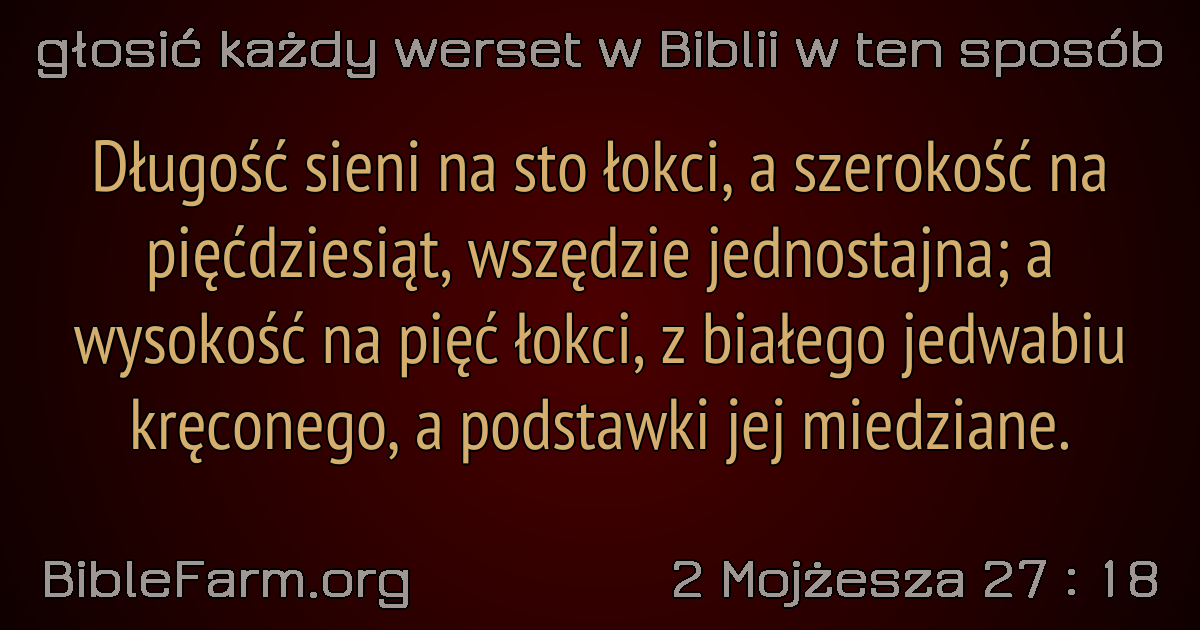 głosić każdy werset w Biblii w ten sposób
Długość sieni na sto łokci, a szerokość na
pięćdziesiąt, wszędzie jednostajna; a
wysokość na pięć łokci, z białego jedwabiu
kręconego, a podstawki jej miedziane.
BibleFarm.org
2 Mojżesza 27 : 18